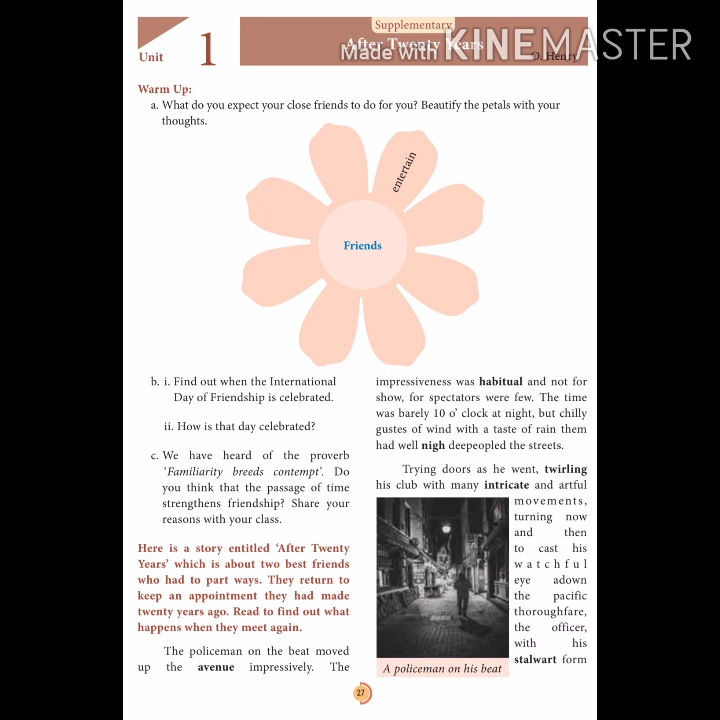 Supplementary
Unit 1
After Twenty Years
Made with KINEMASTER
O. Henry
Warm Up:
a. What do you expect your close friends to do for you? Beautify the petals with your
thoughts.
entertain
Friends
b. i. Find out when the International
Day of Friendship is celebrated.
ii. How is that day celebrated?
c. We have heard of the proverb
‘Familiarity breeds contempt’. Do
you think that the passage of time
strengthens friendship? Share your
reasons with your class.
Here is a story entitled ‘After Twenty
Years’ which is about two best friends
who had to part ways. They return to
keep an appointment they had made
twenty years ago. Read to find out what
happens when they meet again.
The policeman on the beat moved
up the avenue impressively. The
impressiveness was habitual and not for
show, for spectators were few. The time
was barely 10 o’ clock at night, but chilly
gustes of wind with a taste of rain them
had well nigh deepeopled the streets.
Trying doors as he went, twirling
his club with many intricate and artful
movements,
turning now
and then
to cast his
watchful
eye adown
the pacific
thoroughfare,
the officer,
with his
stalwart form
A policeman on his beat
27